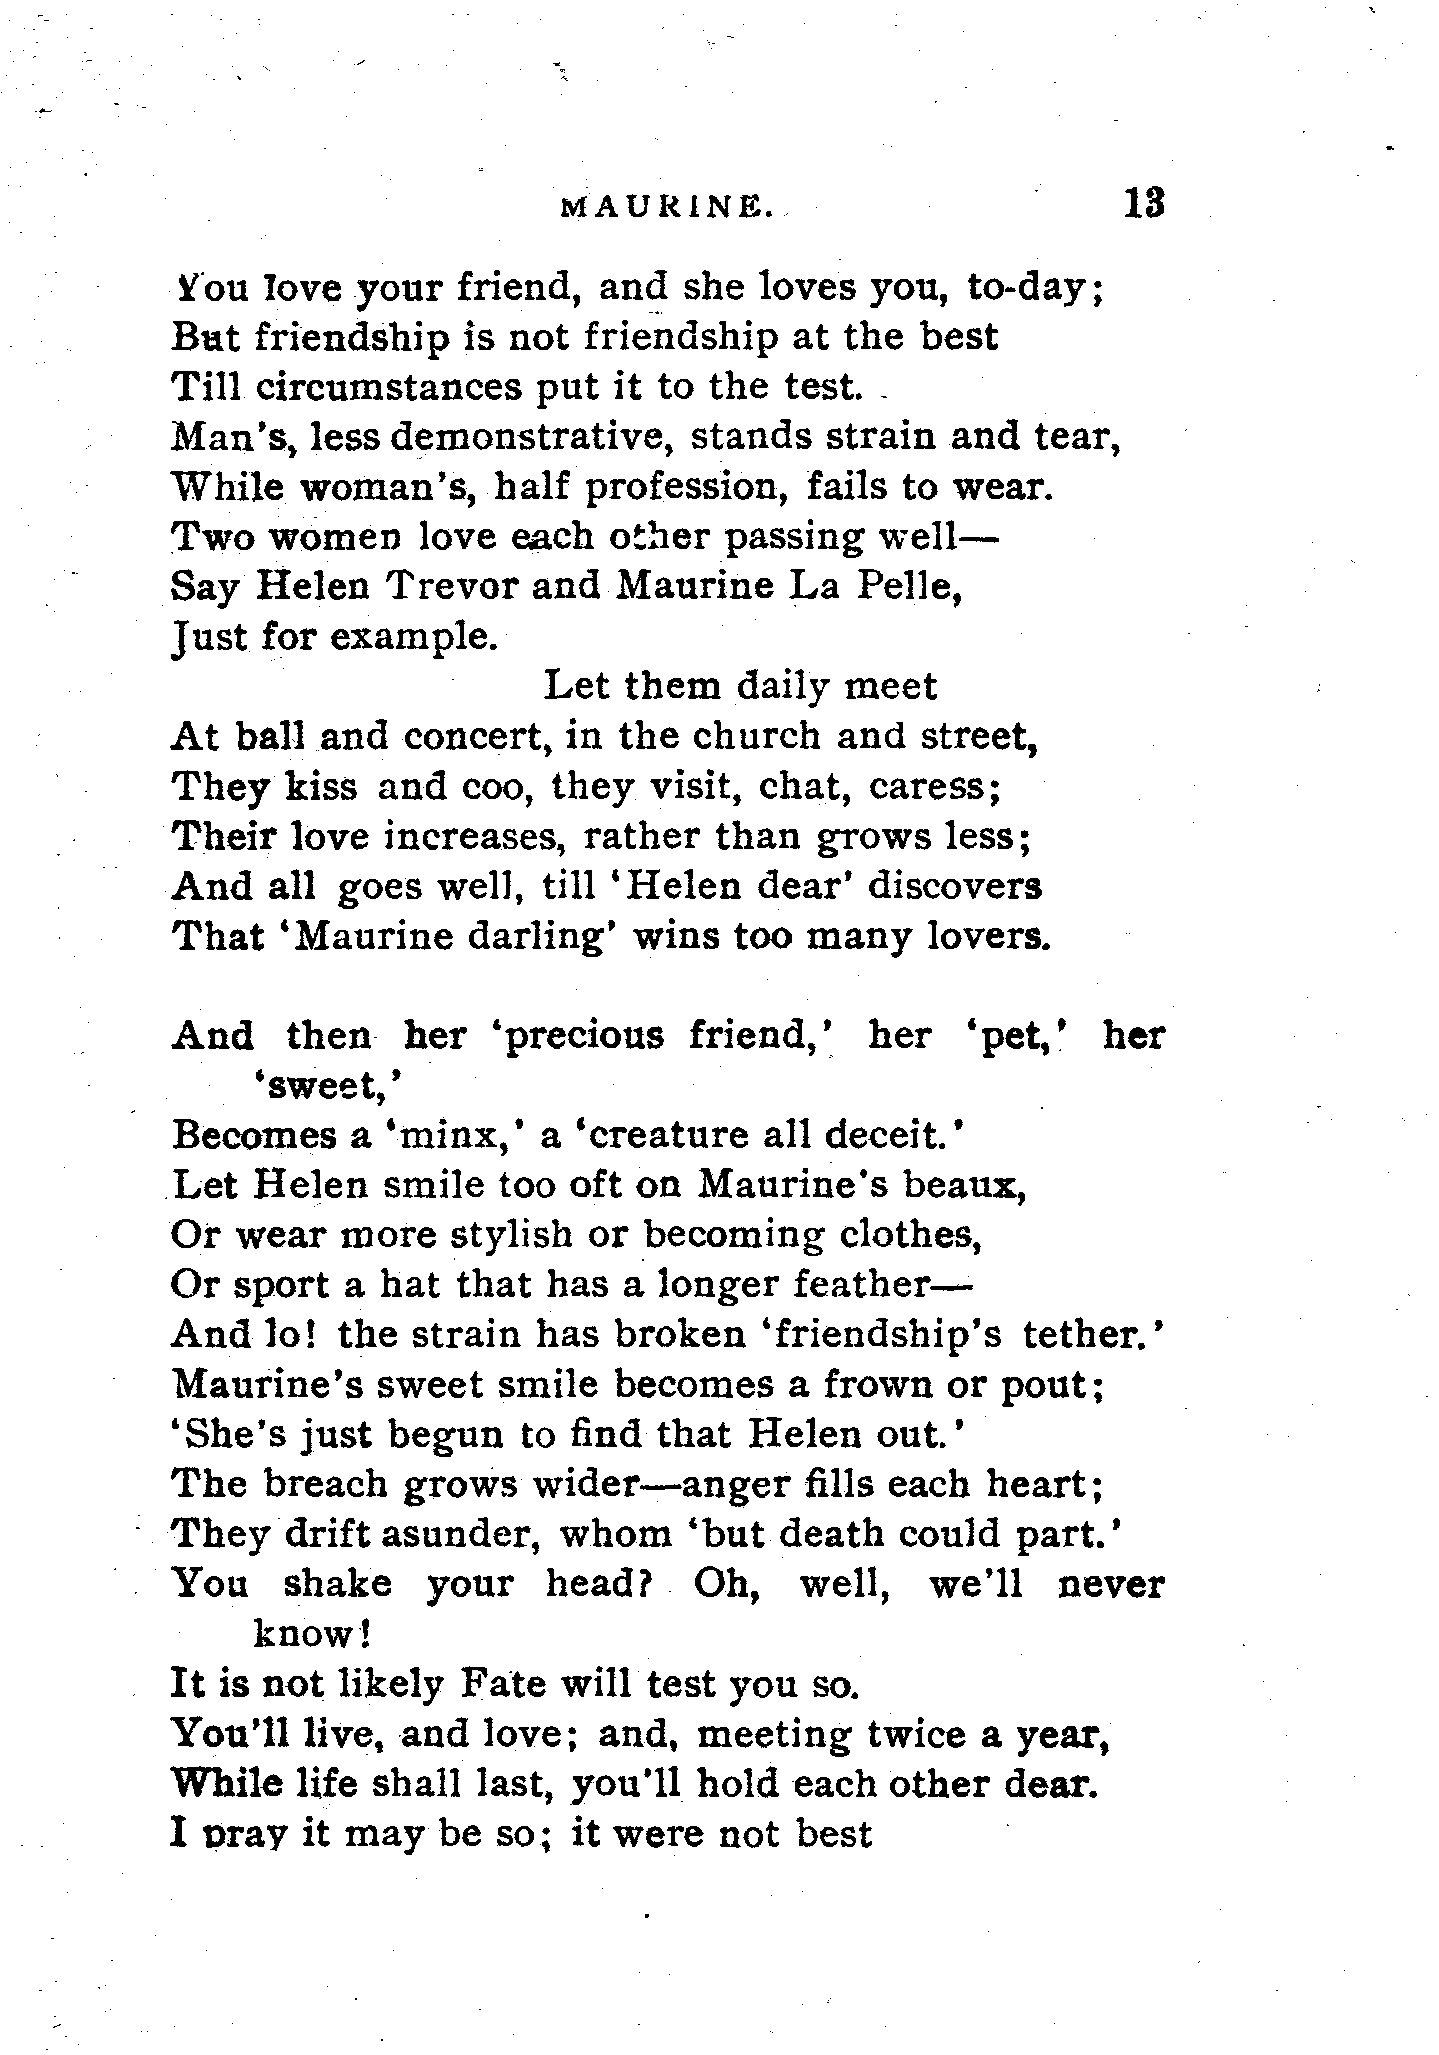 MAURINE. 13
You love your friend, and she loves you, to-day;
But friendship is not friendship at the best
Till circumstances put it to the test.
Man's, less demonstrative, stands strain and tear,
While woman's, half profession, fails to wear.
Two women love each other passing well—
Say Helen Trevor and Maurine La Pelle,
Just for example.
Let them daily meet
At ball and concert, in the church and street,
They kiss and coo, they visit, chat, caress;
Their love increases, rather than grows less;
And all goes well, till 'Helen dear' discovers
That 'Maurine darling' wins too many lovers.
And then her 'precious friend,' her 'pet,' her
'sweet,'
Becomes a 'minx,' a 'creature all deceit.'
Let Helen smile too oft on Maurine's beaux,
Or wear more stylish or becoming clothes,
Or sport a hat that has a longer feather—
And lo! the strain has broken 'friendship's tether.'
Maurine's sweet smile becomes a frown or pout;
'She's just begun to find that Helen out.'
The breach grows wider—anger fills each heart;
They drift asunder, whom 'but death could part.'
You shake your head? Oh, well, we'll never
know!
It is not likely Fate will test you so.
You'll live, and love; and, meeting twice a year,
While life shall last, you'll hold each other dear.
I pray it may be so; it were not best